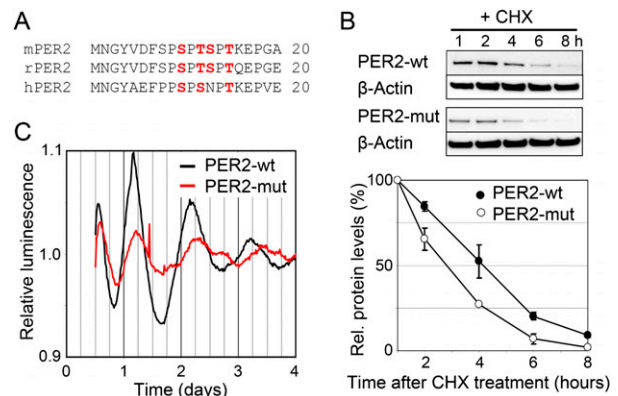 A
mPER2 MNGYVDFSPSPTSPTKEPGA 20
rPER2 MNGYVDFSPSPTSPTQEPGA 20
hPER2 MNGYAEFPPSPSNPTKEPVE 20
B
+ CHX
1 2 4 6 8 h
PER2-wt
β-Actin
PER2-mut
β-Actin
C
Relative luminescence
1.1
1.0
0.9
PER2-wt
PER2-mut
0 1 2 3 4
Time (days)
Rel. protein levels (%)
100
50
0
PER2-wt
PER2-mut
2 4 6 8
Time after CHX treatment (hours)